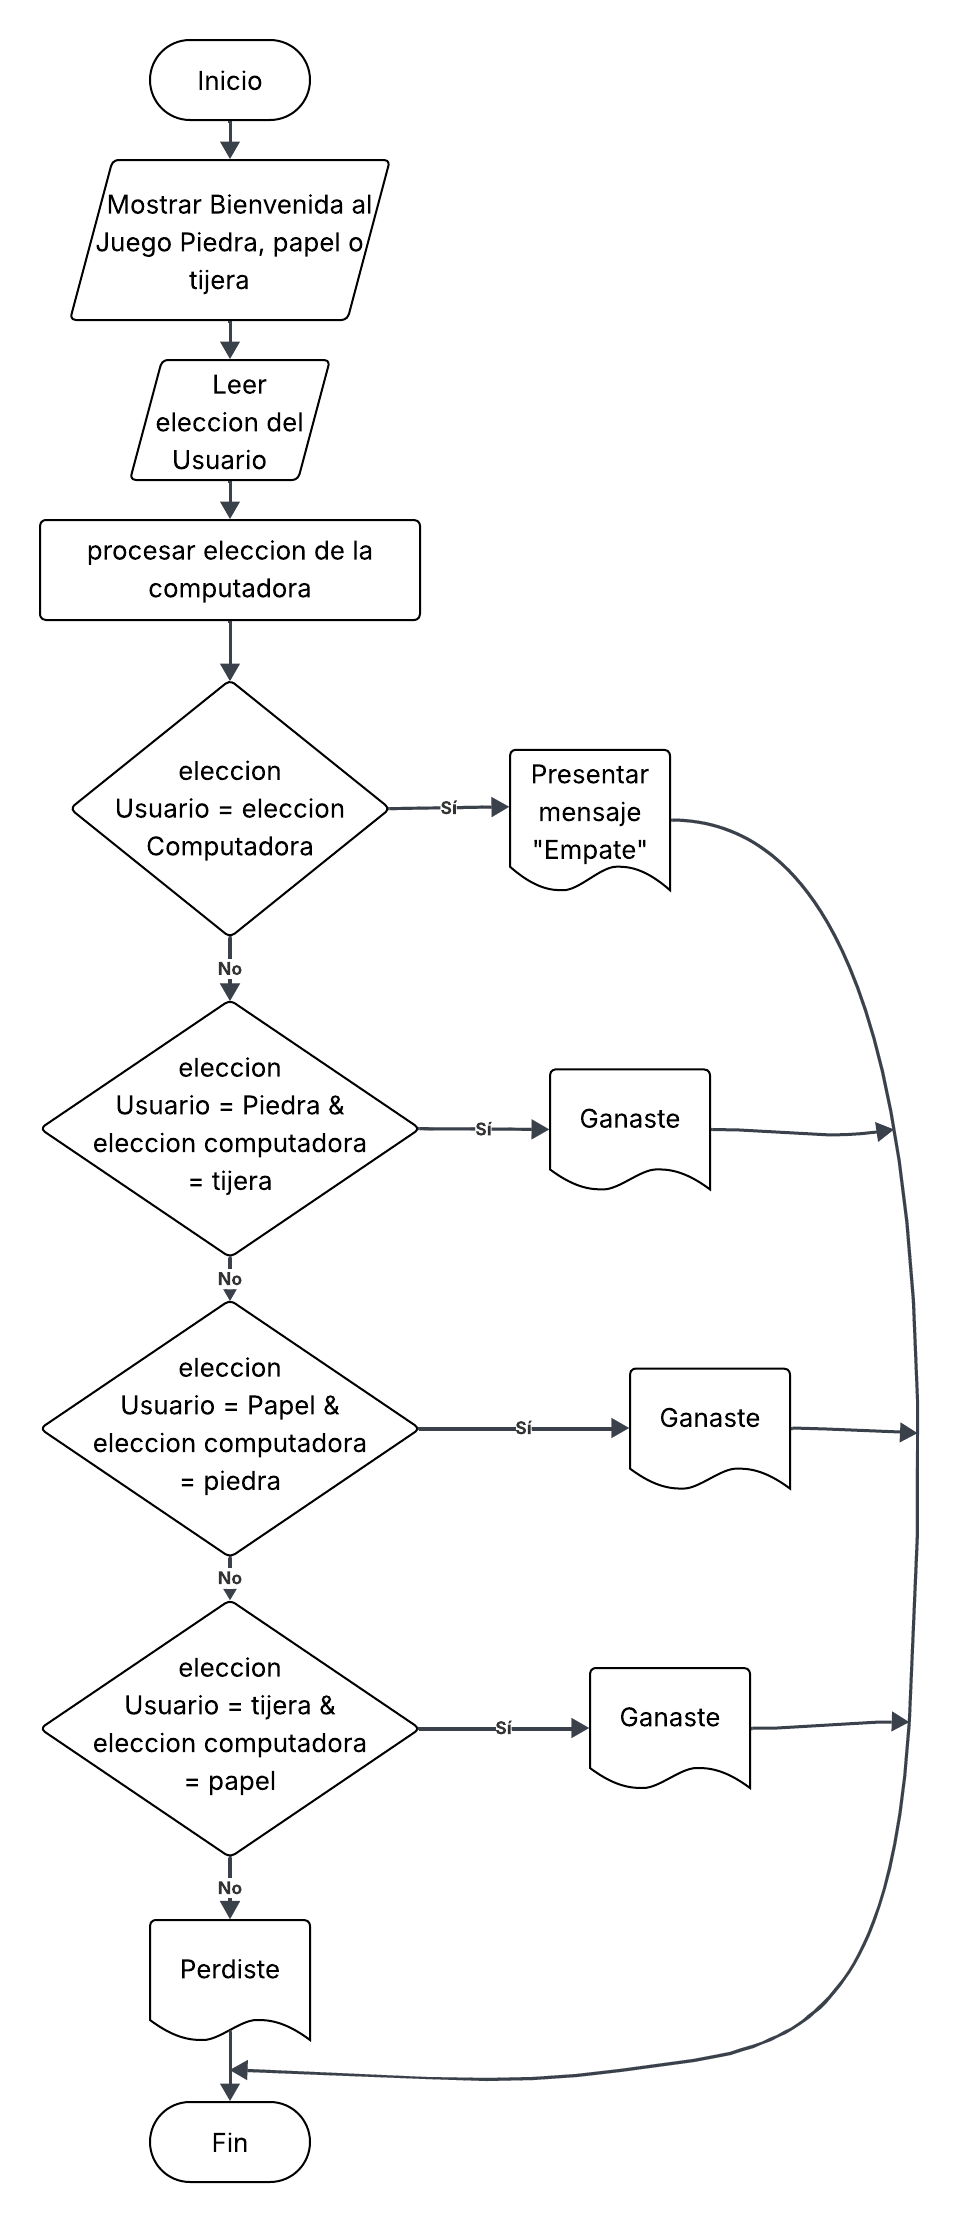 Inicio
Mostrar Bienvenida al
Juego Piedra, papel o
tijera
Leer
eleccion del
Usuario
procesar eleccion de la
computadora
eleccion
Usuario = eleccion
Computadora
Sí
Presentar
mensaje
"Empate"
No
eleccion
Usuario = Piedra &
eleccion computadora
= tijera
Sí
Ganaste
No
eleccion
Usuario = Papel &
eleccion computadora
= piedra
Sí
Ganaste
No
eleccion
Usuario = tijera &
eleccion computadora
= papel
Sí
Ganaste
No
Perdiste
Fin